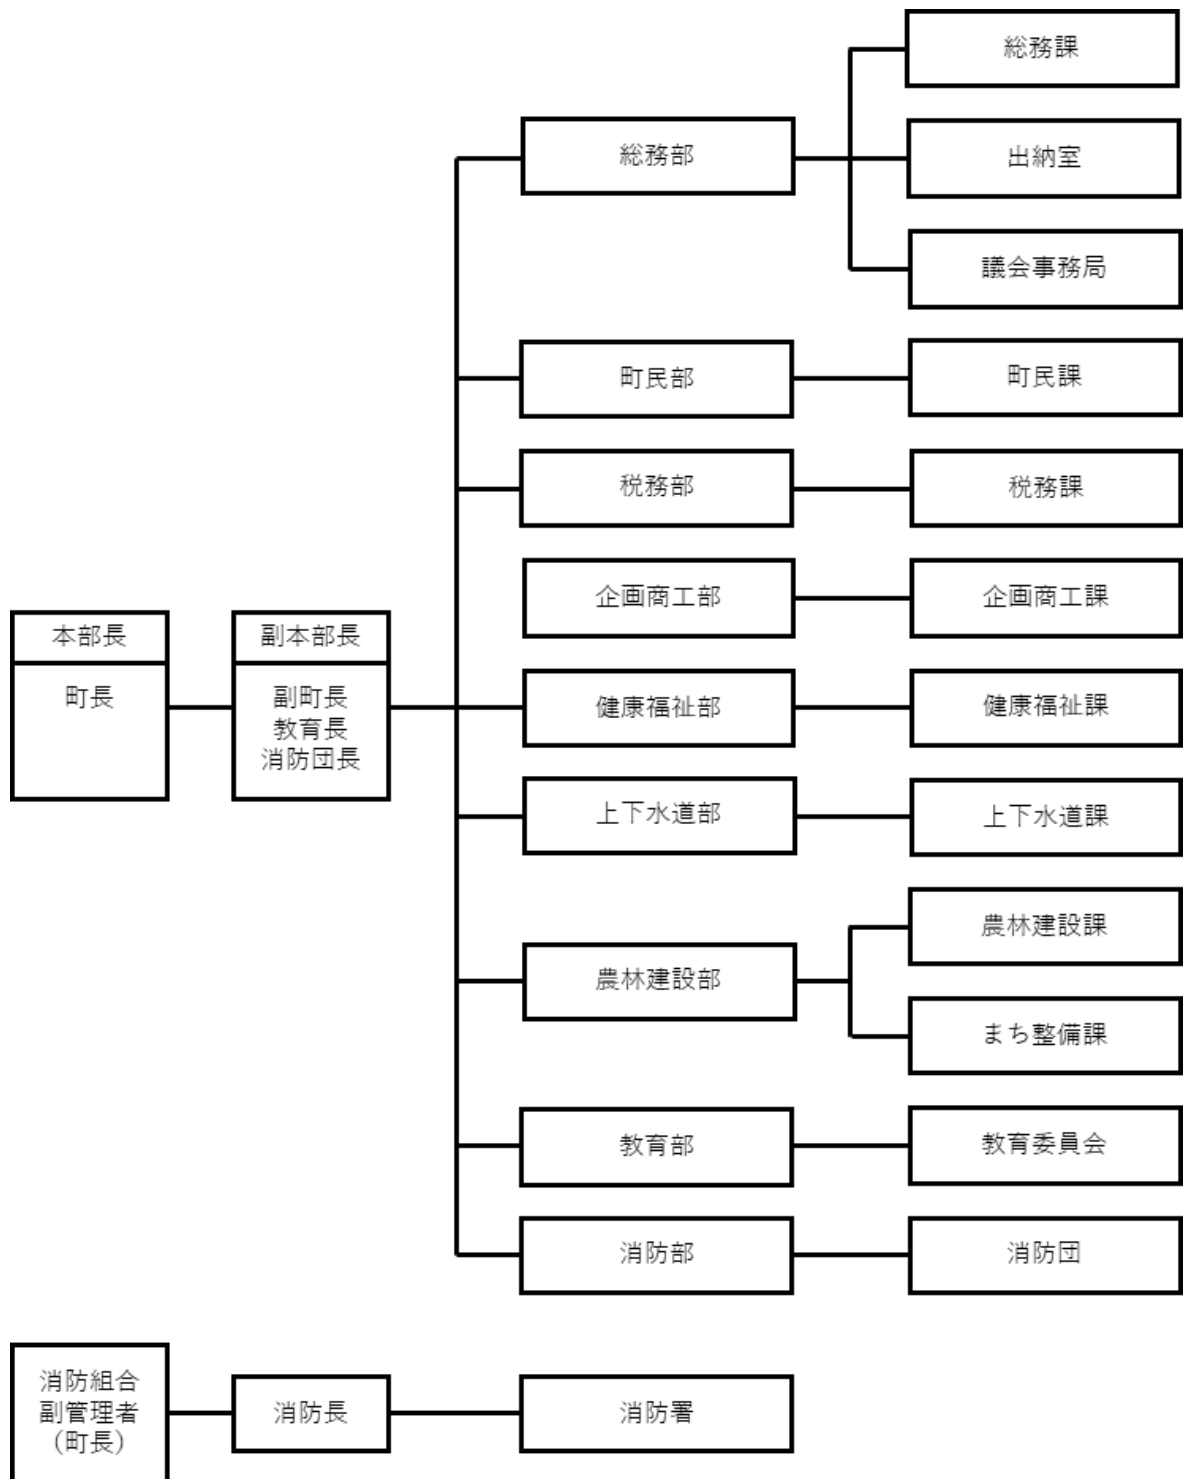 総務課
総務部
出納室
議会事務局
町民部
町民課
税務部
税務課
企画商工部
企画商工課
本部長
町長
副本部長
副町長
教育長
消防団長
健康福祉部
健康福祉課
上下水道部
上下水道課
農林建設部
農林建設課
まち整備課
教育部
教育委員会
消防部
消防団
消防組合
副管理者
（町長）
消防長
消防署